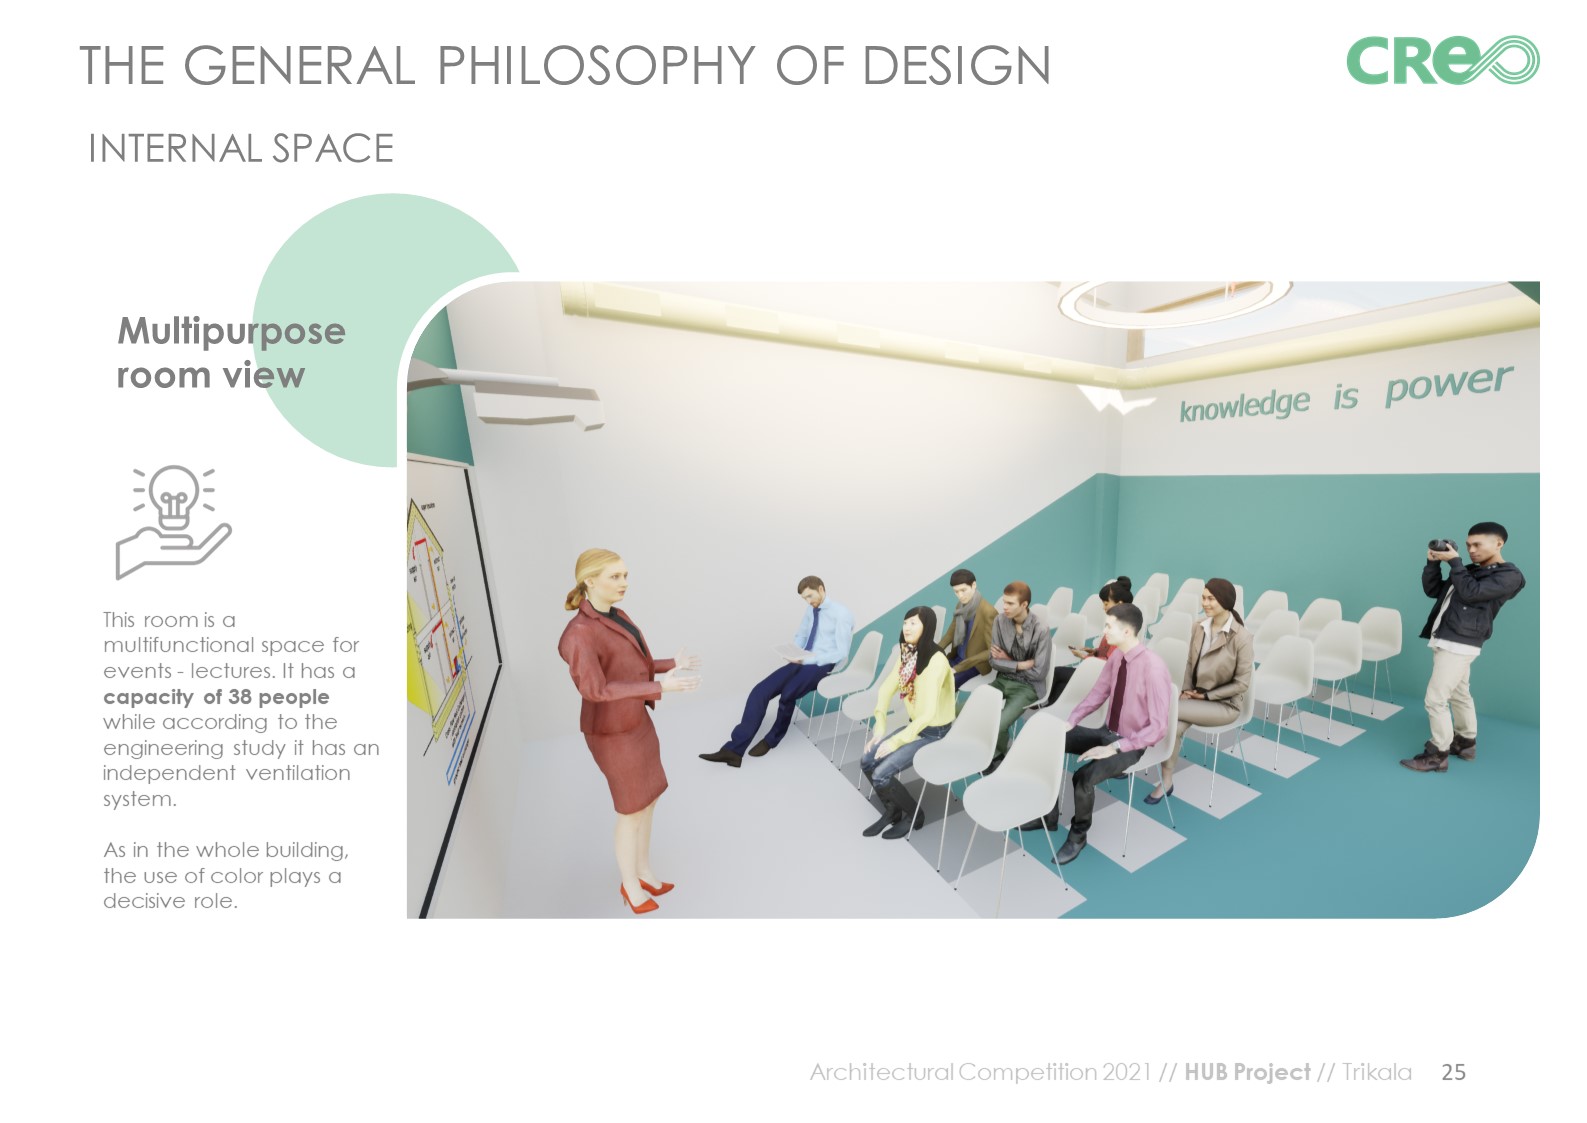 THE GENERAL PHILOSOPHY OF DESIGN
CReo
INTERNAL SPACE
Multipurpose
room view
knowledge is power
This room is a
multifunctional space for
events - lectures. It has a
capacity of 38 people
while according to the
engineering study it has an
independent ventilation
system.
As in the whole building,
the use of color plays a
decisive role.
Architectural Competition 2021 // HUB Project // Trikala 25